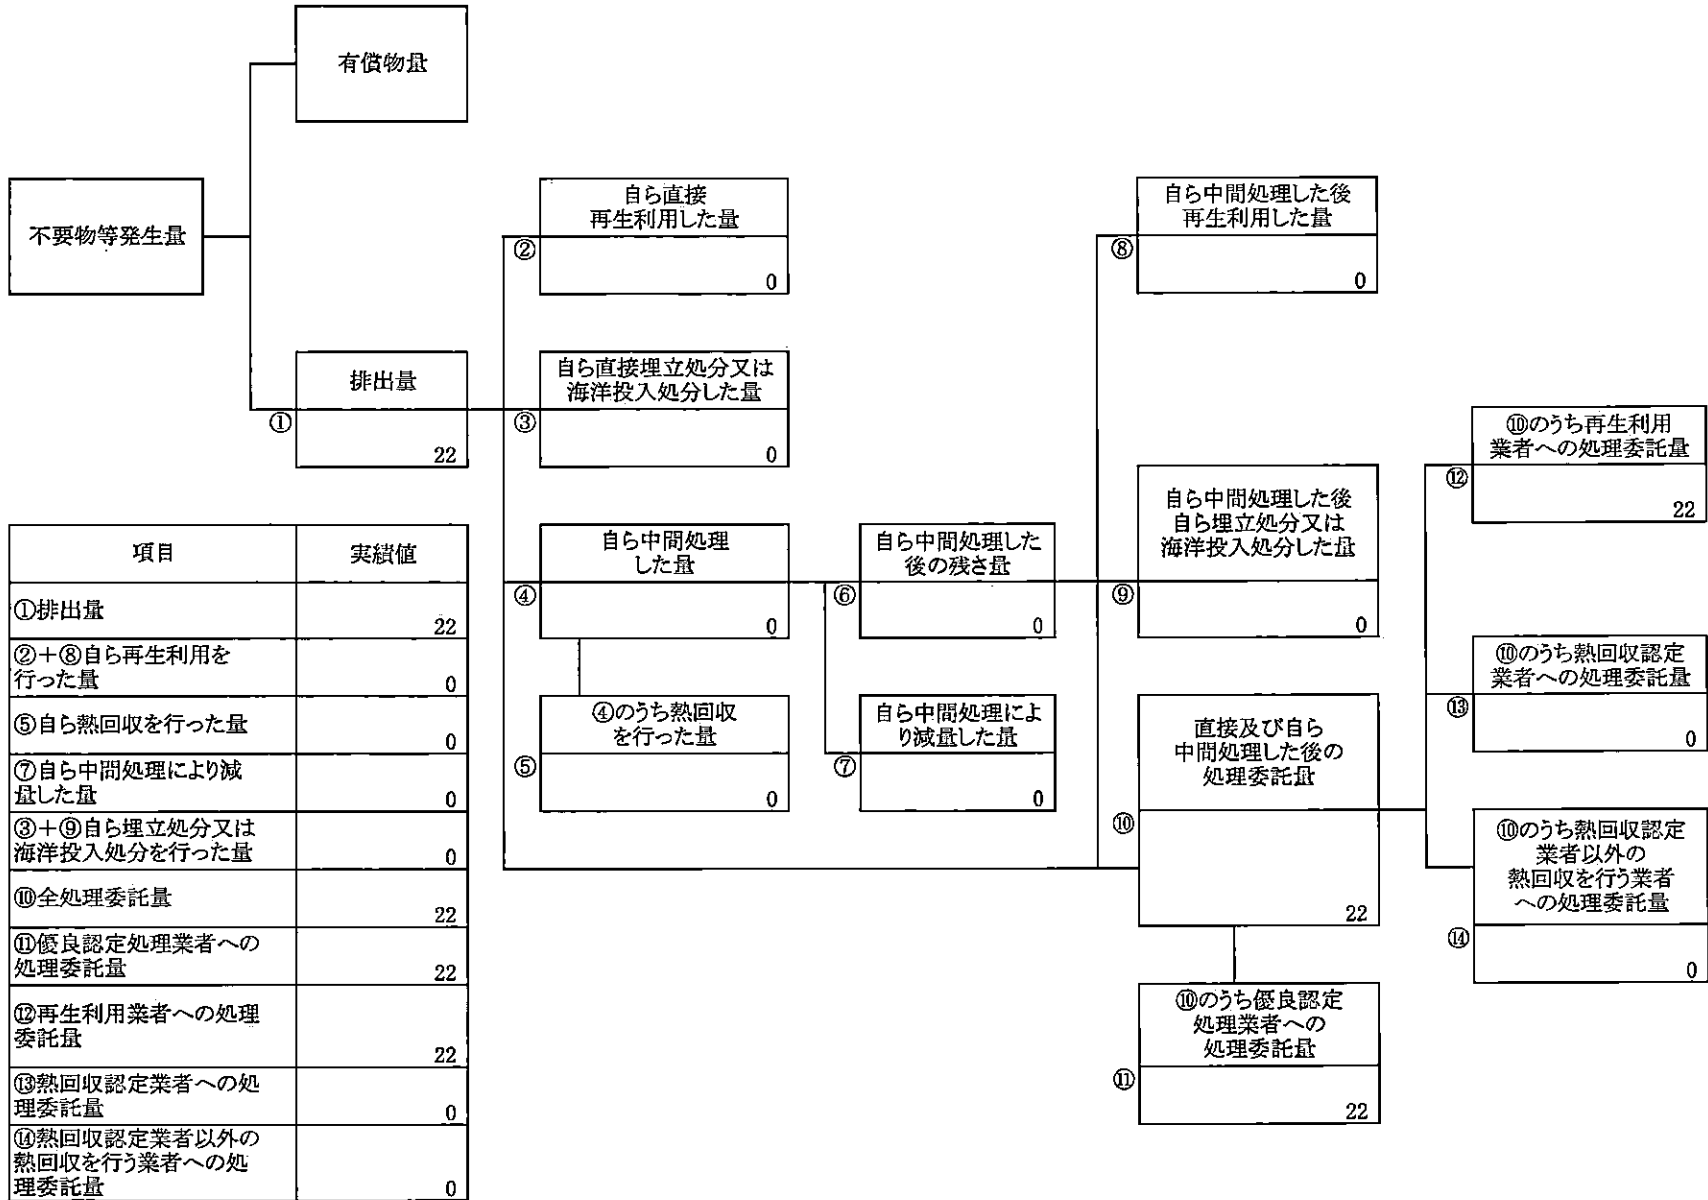 有償物量
不要物等発生量
自ら直接
再生利用した量
②
0
自ら中間処理した後
再生利用した量
⑧
0
排出量
①
22
自ら直接埋立処分又は
海洋投入処分した量
③
0
⑩のうち再生利用
業者への処理委託量
⑫
22
自ら中間処理
した量
④
0
自ら中間処理した
後の残さ量
⑥
0
自ら中間処理した後
自ら埋立処分又は
海洋投入処分した量
⑨
0
⑩のうち熱回収認定
業者への処理委託量
⑬
0
④のうち熱回収
を行った量
⑤
0
自ら中間処理によ
り減量した量
⑦
0
直接及び自ら
中間処理した後の
処理委託量
⑩
22
⑩のうち熱回収認定
業者以外の
熱回収を行う業者
への処理委託量
⑭
0
⑩のうち優良認定
処理業者への
処理委託量
⑪
22
項目 実績値
①排出量
22
②+⑧自ら再生利用を
行った量 0
⑤自ら熱回収を行った量
0
⑦自ら中間処理により減
量した量 0
③+⑨自ら埋立処分又は
海洋投入処分を行った量 0
⑩全処理委託量
22
⑪優良認定処理業者への
処理委託量 22
⑫再生利用業者への処理
委託量
22
⑬熱回収認定業者への処
理委託量 0
⑭熱回収認定業者以外の
熱回収を行う業者への処
理委託量 0